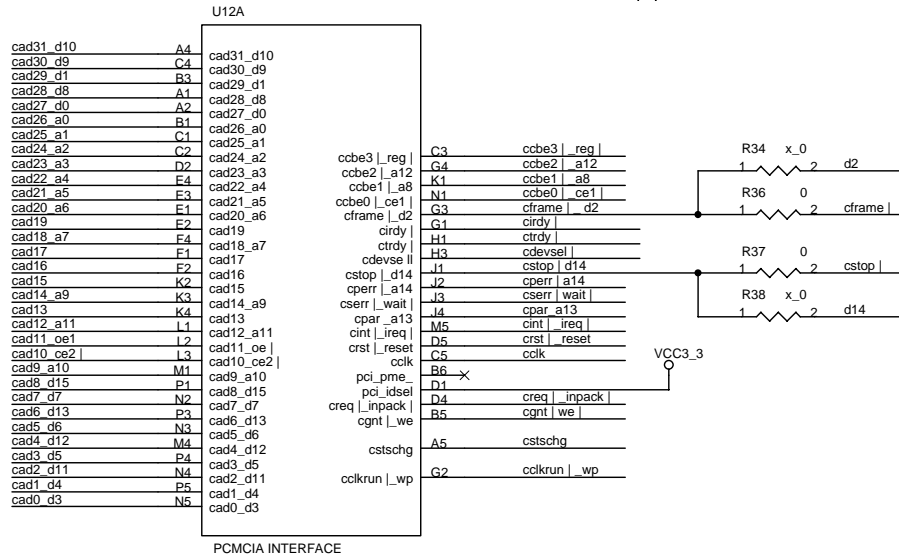 U12A
cad31_d10 A4 cad31_d10
cad30_d9 C4 cad30_d9
cad29_d1 B3 cad29_d1
cad28_d8 A1 cad28_d8
cad27_d0 A2 cad27_d0
cad26_a0 B1 cad26_a0
cad25_a1 C1 cad25_a1
cad24_a2 C2 cad24_a2
cad23_a3 D2 cad23_a3
cad22_a4 E4 cad22_a4
cad21_a5 E3 cad21_a5
cad20_a6 E1 cad20_a6
cad19 E2 cad19
cad18_a7 F4 cad18_a7
cad17 F1 cad17
cad16 F2 cad16
cad15 K2 cad15
cad14_a9 K3 cad14_a9
cad13 K4 cad13
cad12_a11 L1 cad12_a11
cad11_oe1 L2 cad11_oe |
cad10_ce2 | L3 cad10_ce2 |
cad9_a10 M1 cad9_a10
cad8_d15 P1 cad8_d15
cad7_d7 N2 cad7_d7
cad6_d13 P3 cad6_d13
cad5_d6 N3 cad5_d6
cad4_d12 M4 cad4_d12
cad3_d5 P4 cad3_d5
cad2_d11 N4 cad2_d11
cad1_d4 P5 cad1_d4
cad0_d3 N5 cad0_d3
ccbe3 |_reg | C3 ccbe3 | _reg |
ccbe2 |_a12 G4 ccbe2 | _a12
ccbe1 |_a8 K1 ccbe1 | _a8
ccbe0 |_ce1 | N1 ccbe0 | _ce1 |
cframe |_d2 G3 cframe | _ d2
cirdy | G1 cirdy |
ctrdy | H1 ctrdy |
cdevse ll H3 cdevsel |
cstop |_d14 J1 cstop | d14
cperr |_a14 J2 cperr | a14
cserr |_wait | J3 cserr | wait |
cpar _a13 J4 cpar_a13
cint |_ireq | M5 cint | _ireq |
crst |_reset D5 crst | _reset
cclk C5 cclk
pci_pme_ B6
pci_idsel D1
creq |_inpack | D4 creq | _inpack |
cgnt |_we B5 cgnt | we |
cstschg A5 cstschg
cclkrun |_wp G2 cclkrun | _wp
VCC3_3
R34 x_0
1 2 d2
R36 0
1 2 cframe |
R37 0
1 2 cstop |
R38 x_0
1 2 d14
PCMCIA INTERFACE